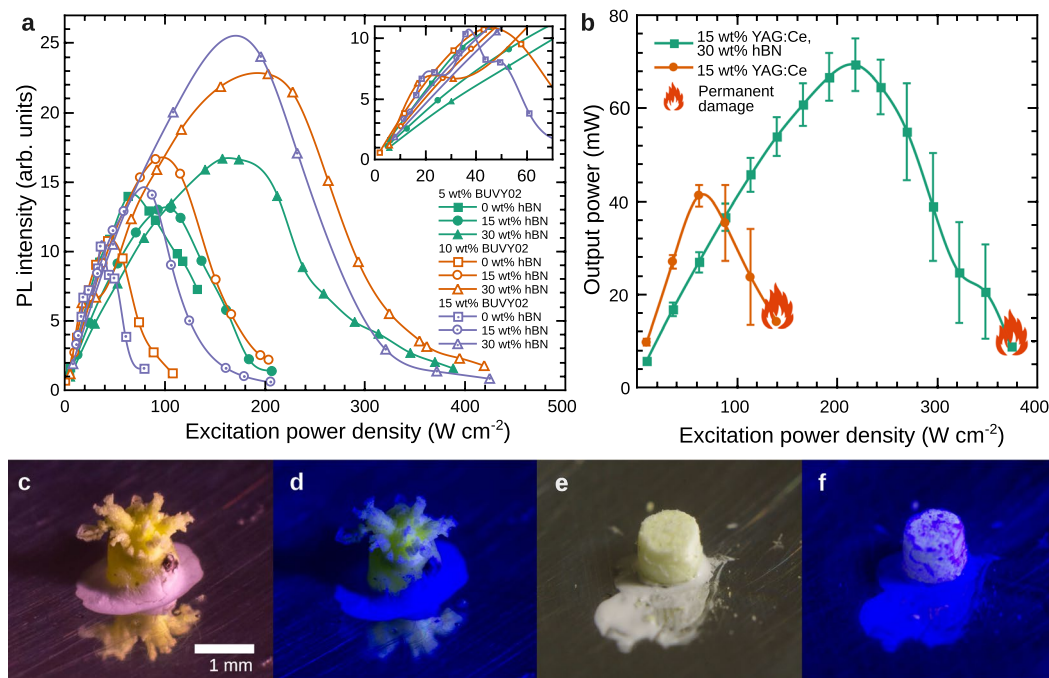 a
PL intensity (arb. units)
25
20
15
10
5
0
0
100
200
300
400
500
Excitation power density (W cm-2)
10
5
0
0
20
40
60
5 wt% BUVY02
0 wt% hBN
15 wt% hBN
30 wt% hBN
10 wt% BUVY02
0 wt% hBN
15 wt% hBN
30 wt% hBN
15 wt% BUVY02
0 wt% hBN
15 wt% hBN
30 wt% hBN
b
Output power (mW)
80
60
40
20
0
100
200
300
400
Excitation power density (W cm-2)
15 wt% YAG:Ce,
30 wt% hBN
15 wt% YAG:Ce
Permanent
damage
c
1 mm
d
e
f